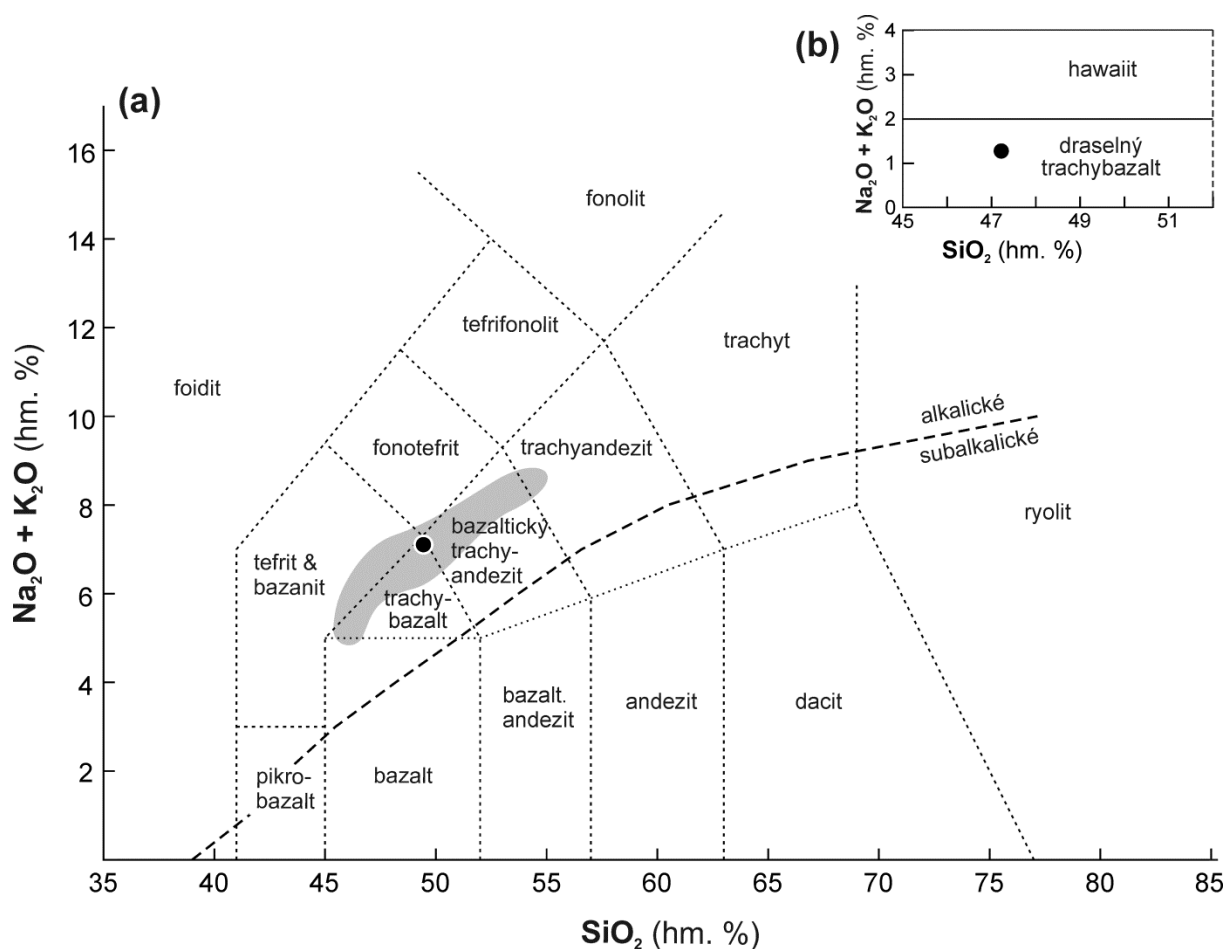 (a)
Na₂O + K₂O (hm. %)
16
14
12
10
8
6
4
2
35 40 45 50 55 60 65 70 75 80 85
SiO₂ (hm. %)
foidit
fonolit
tefrifonolit
trachyt
fonotefrit
trachyandezit
alkalické
subalkalické
ryolit
tefrit &
bazanit
bazaltický
trachy-
andezit
trachy-
bazalt
bazalt.
andezit
andezit
dacit
pikro-
bazalt
bazalt
(b)
Na₂O + K₂O (hm. %)
4
3
2
1
0
hawaiit
draselný
trachybazalt
45 47 49 51
SiO₂ (hm. %)